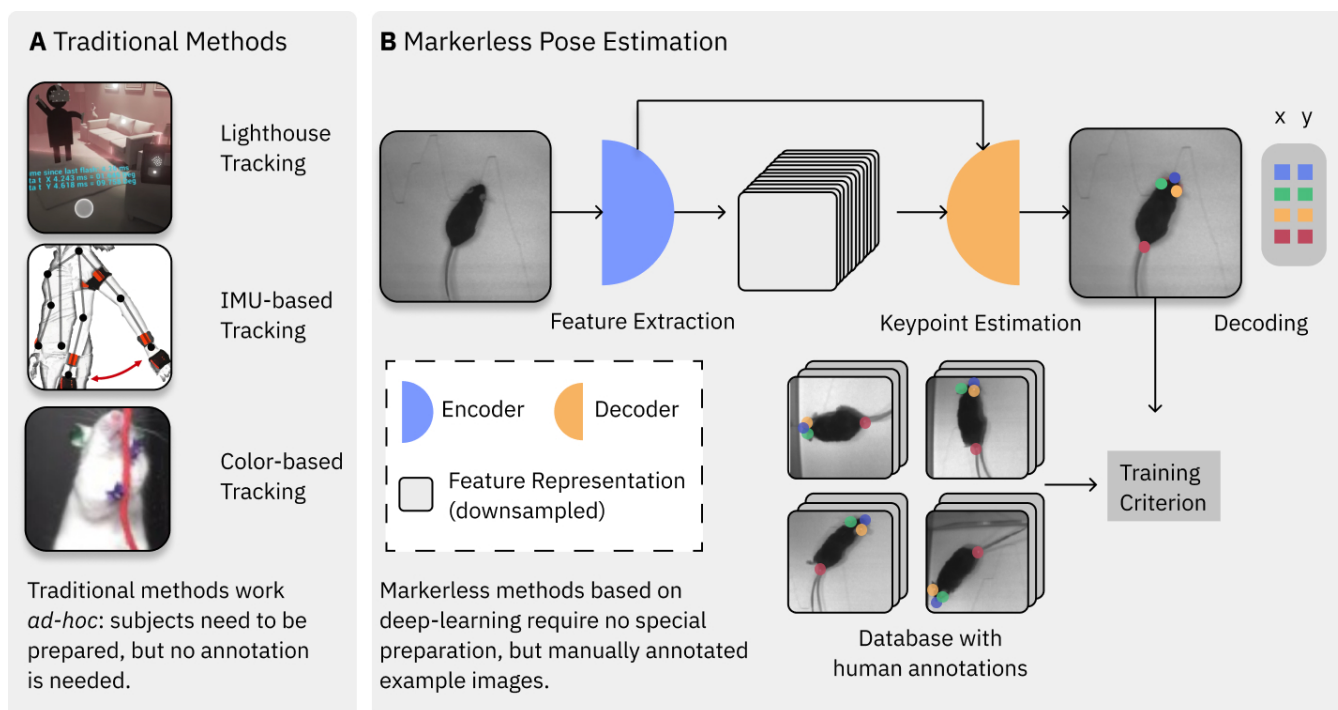 A Traditional Methods
Lighthouse
Tracking
IMU-based
Tracking
Color-based
Tracking
Traditional methods work
ad-hoc: subjects need to be
prepared, but no annotation
is needed.
B Markerless Pose Estimation
x y
Feature Extraction
Keypoint Estimation
Decoding
Encoder
Decoder
Feature Representation
(downsampled)
Training
Criterion
Database with
human annotations
Markerless methods based on
deep-learning require no special
preparation, but manually annotated
example images.